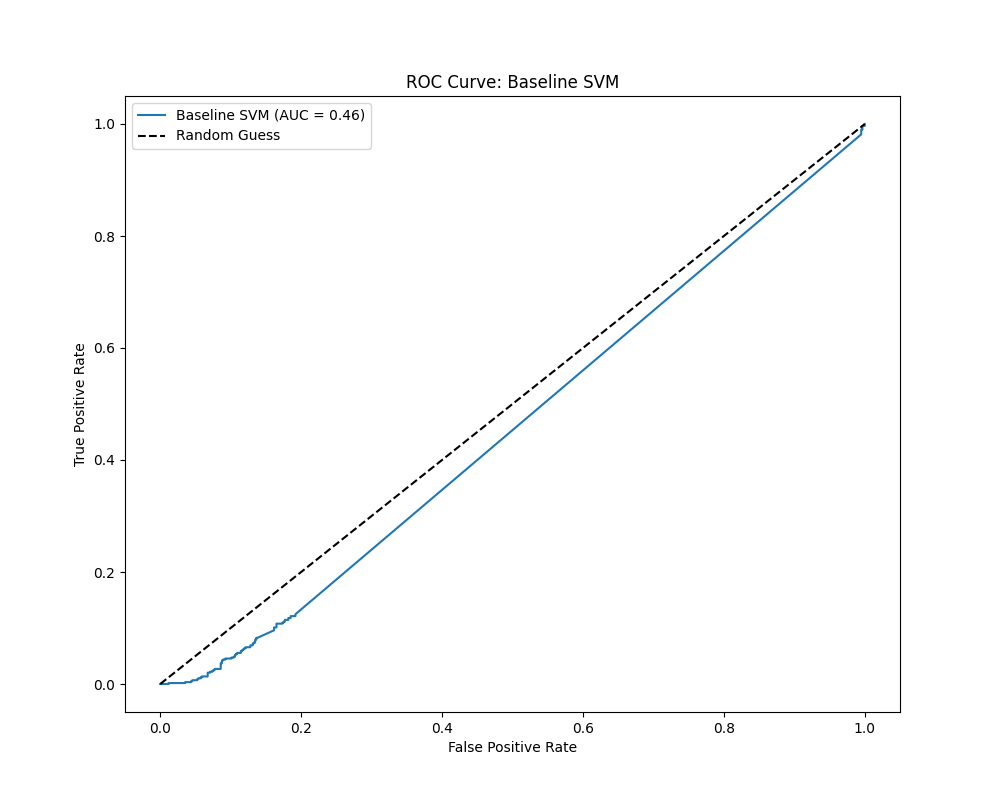 ROC Curve: Baseline SVM
Baseline SVM (AUC = 0.46)
Random Guess
True Positive Rate
1.0
0.8
0.6
0.4
0.2
0.0
0.0 0.2 0.4 0.6 0.8 1.0
False Positive Rate